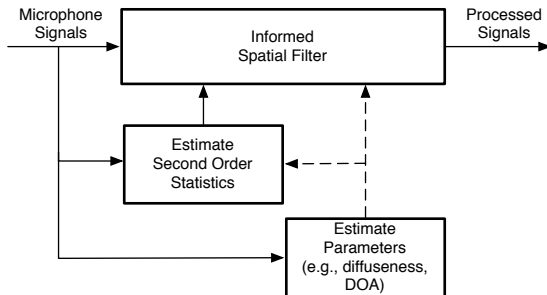 Microphone
Signals
Informed
Spatial Filter
Processed
Signals
Estimate
Second Order
Statistics
Estimate
Parameters
(e.g., diffuseness,
DOA)